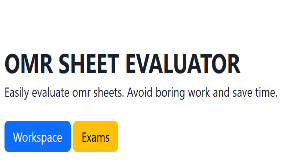 OMR SHEET EVALUATOR
Easily evaluate omr sheets. Avoid boring work and save time.
Workspace Exams